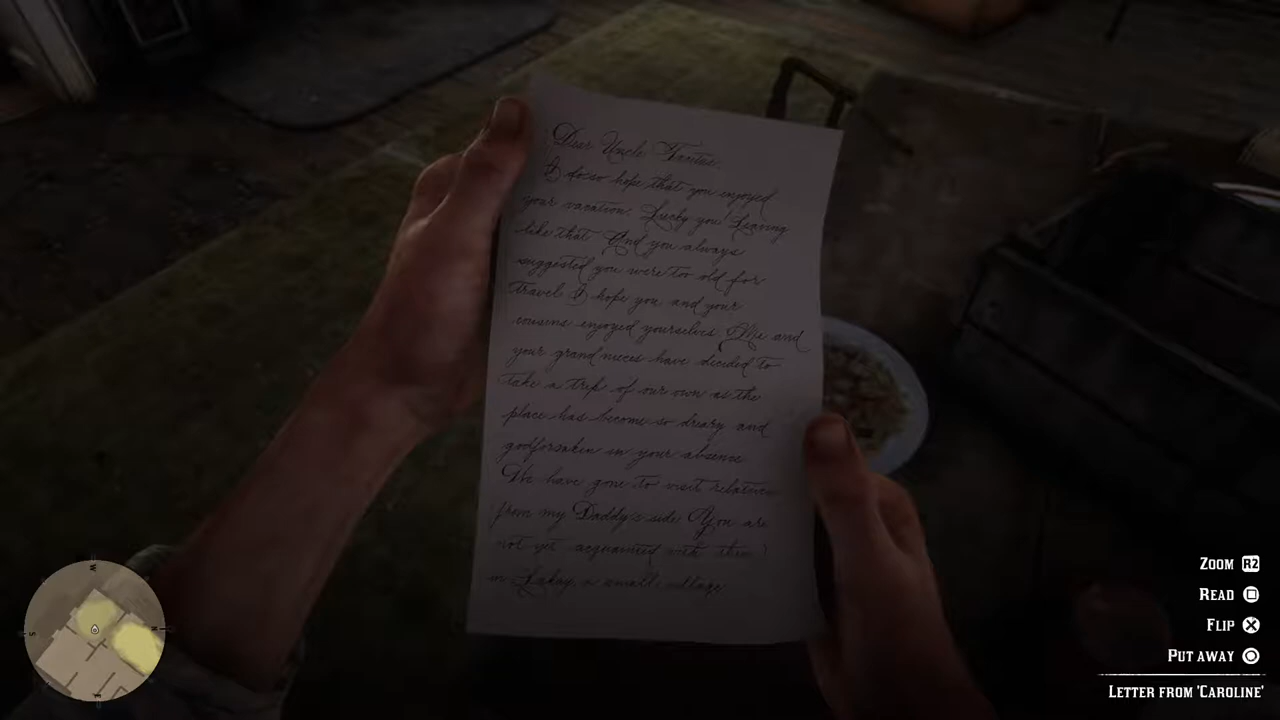 Dear Uncle Tacitus,
I do so hope that you enjoyed
your vacation. Lucky you! Leaving
like that. And you always
suggested you were too old for
travel. I hope you and your
cousins enjoyed yourselves. Me and
your grandnieces have decided to
take a trip of our own as the
place has become so dreary and
godforsaken in your absence.
We have gone to visit relatives
from my Daddy's side (You are
not yet acquainted with them)
in Lakay, a small village
ZOOM R2
READ
FLIP
PUT AWAY
LETTER FROM 'CAROLINE'
W
S
N